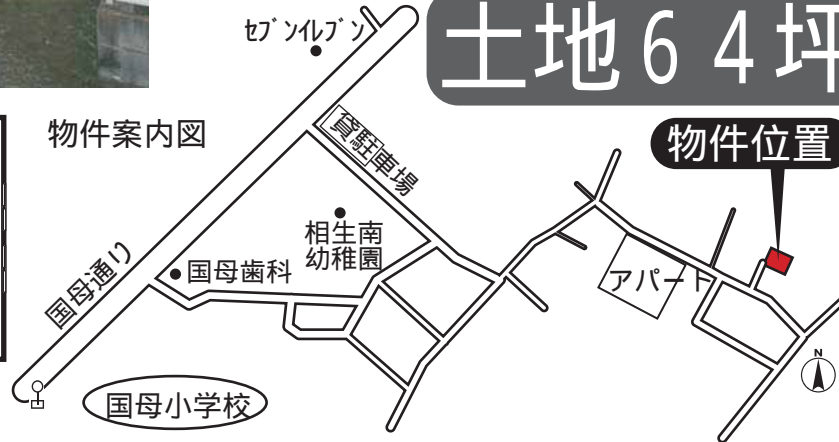 セブンイレブン
土地６４坪
物件案内図
物件位置
貸駐車場
相生南
幼稚園
国母通り
国母歯科
アパート
国母小学校
N